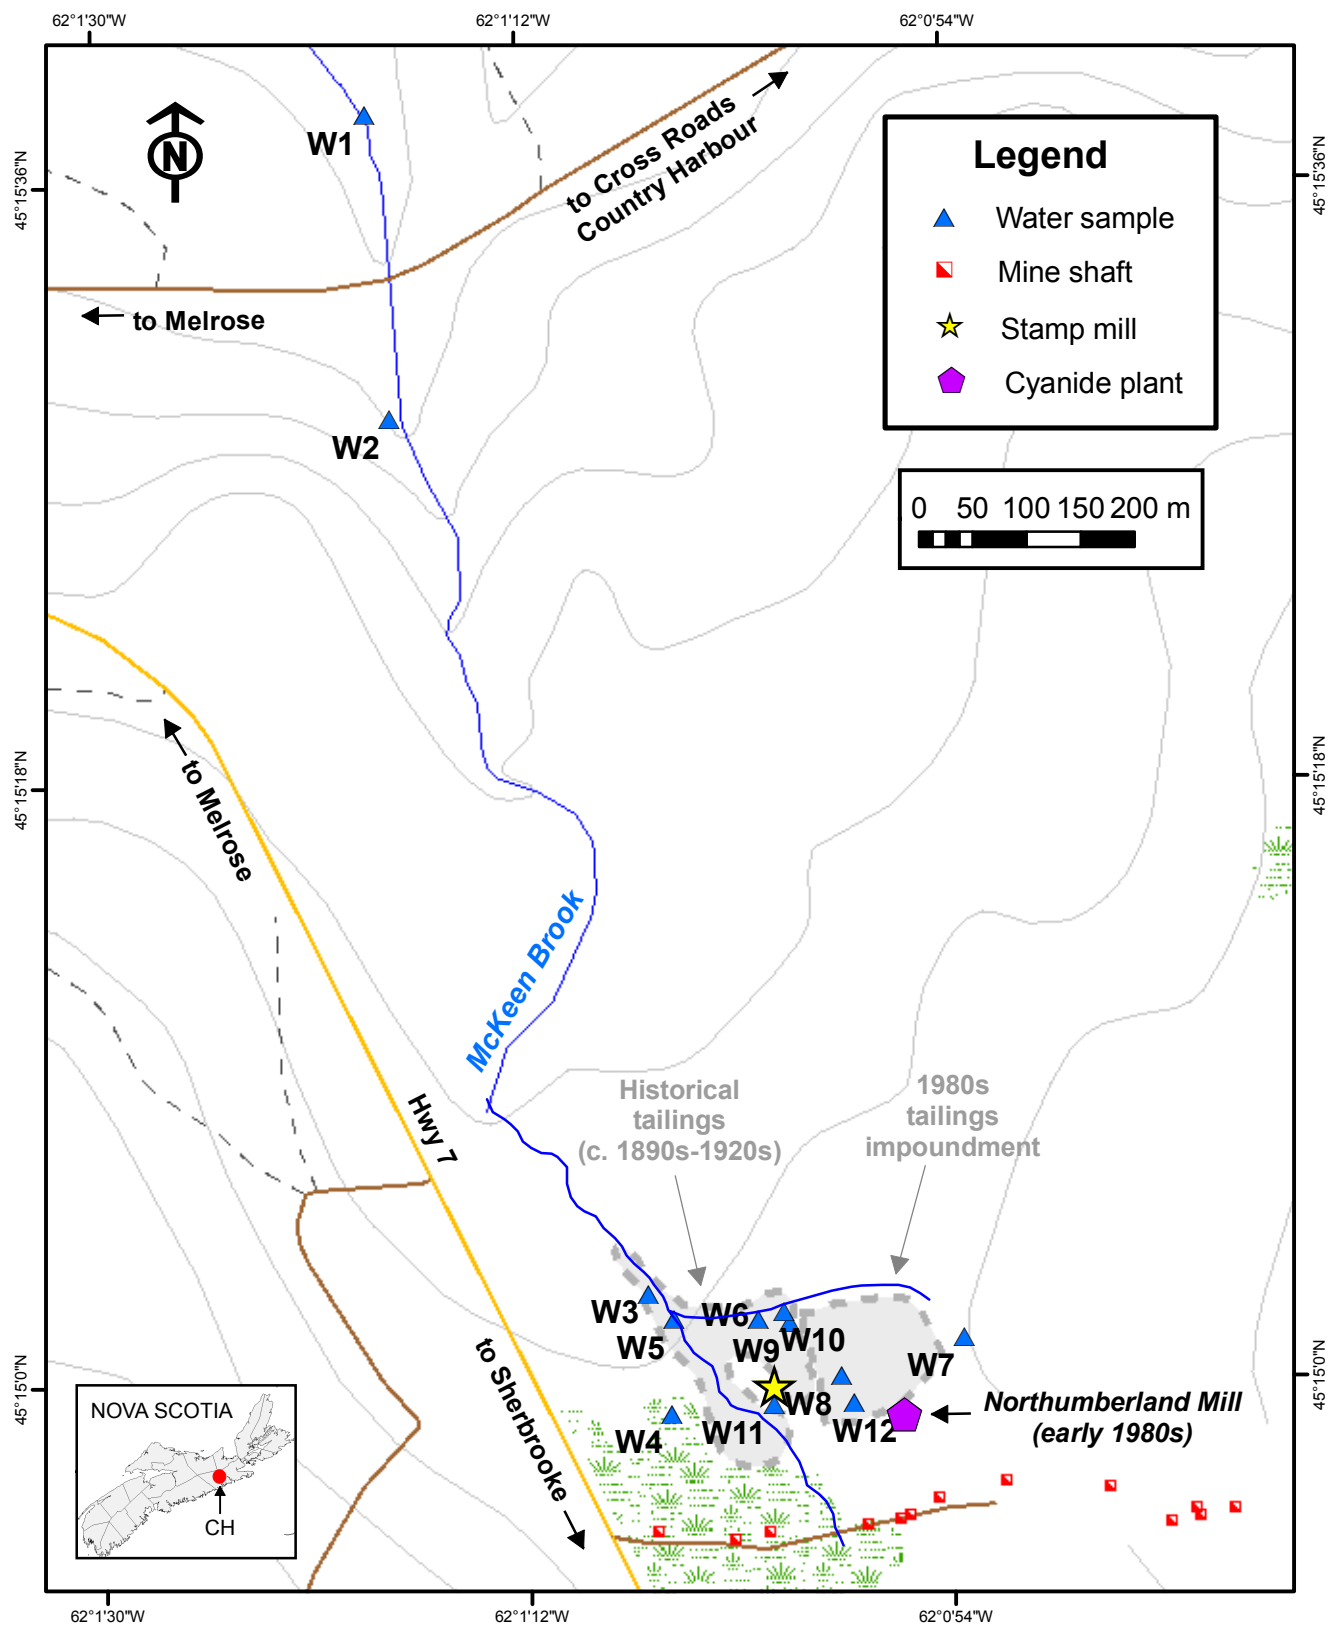 62°1'30"W
62°1'12"W
62°0'54"W
45°15'36"N
45°15'36"N
N
W1
to Cross Roads
Country Harbour
to Melrose
Legend
Water sample
Mine shaft
Stamp mill
Cyanide plant
W2
0 50 100 150 200 m
45°15'18"N
45°15'18"N
to Melrose
McKeen Brook
Hwy 7
Historical
tailings
(c. 1890s-1920s)
1980s
tailings
impoundment
W3
W6
W5
W9
W10
W7
45°15'0"N
45°15'0"N
to Sherbrooke
W8
W4
W11
W12
Northumberland Mill
(early 1980s)
NOVA SCOTIA
CH
62°1'30"W
62°1'12"W
62°0'54"W